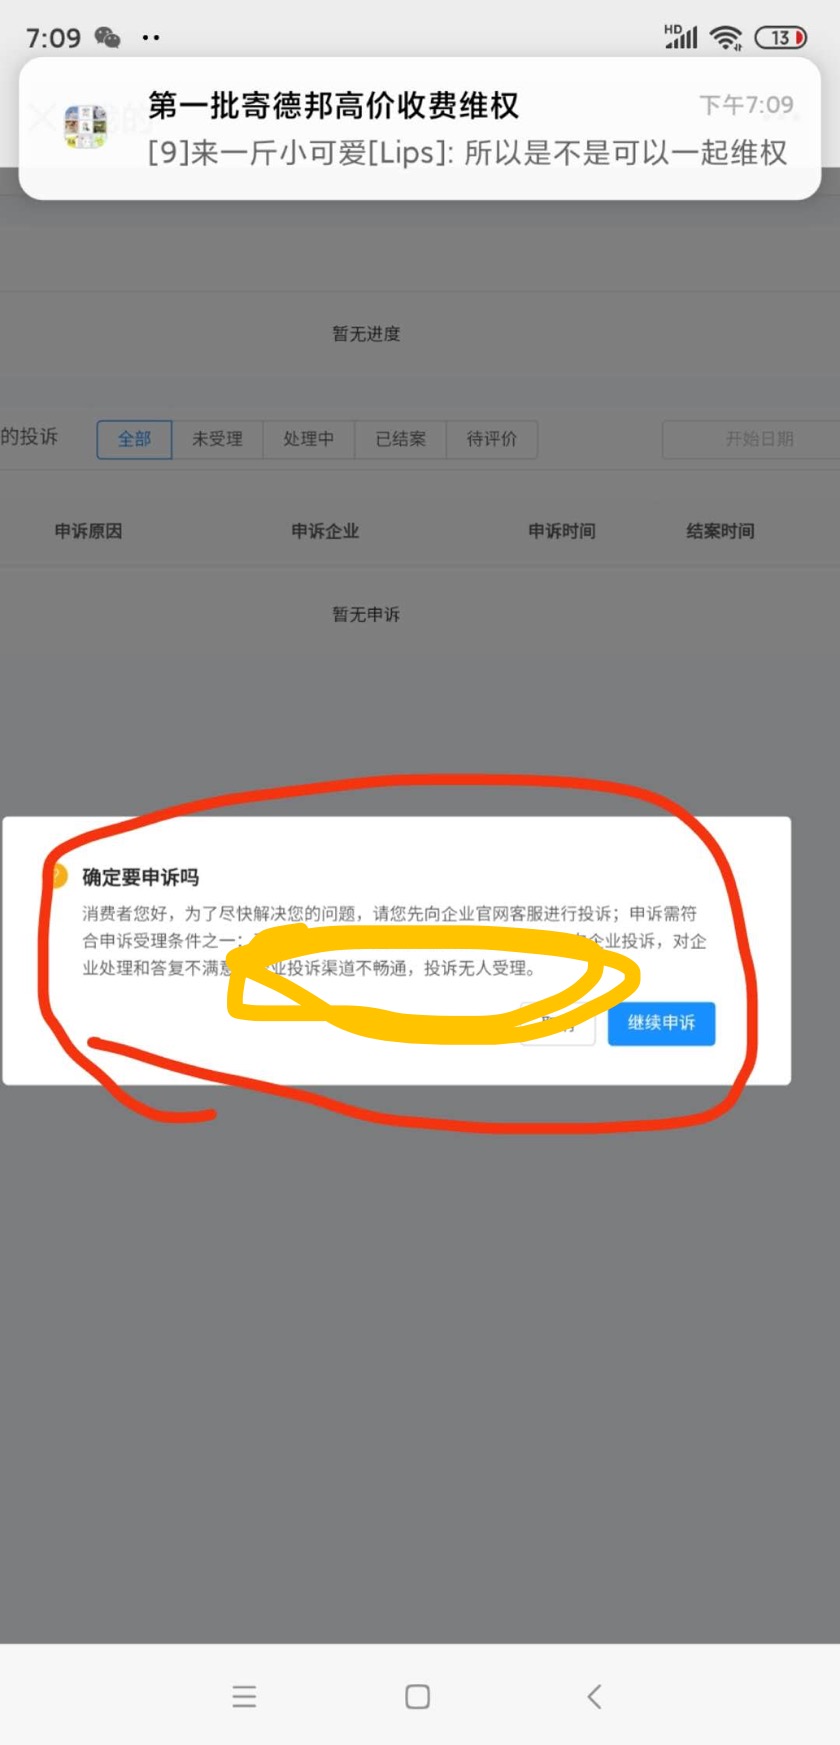 7:09
HD
13
第一批寄德邦高价收费维权
下午7:09
[9]来一斤小可爱[Lips]: 所以是不是可以一起维权
暂无进度
的投诉
全部
未受理
处理中
已结案
待评价
开始日期
申诉原因
申诉企业
申诉时间
结案时间
暂无申诉
确定要申诉吗
消费者您好，为了尽快解决您的问题，请您先向企业官网客服进行投诉；申诉需符
合申诉受理条件之一：企业投诉，对企
业处理和答复不满意业投诉渠道不畅通，投诉无人受理。
继续申诉